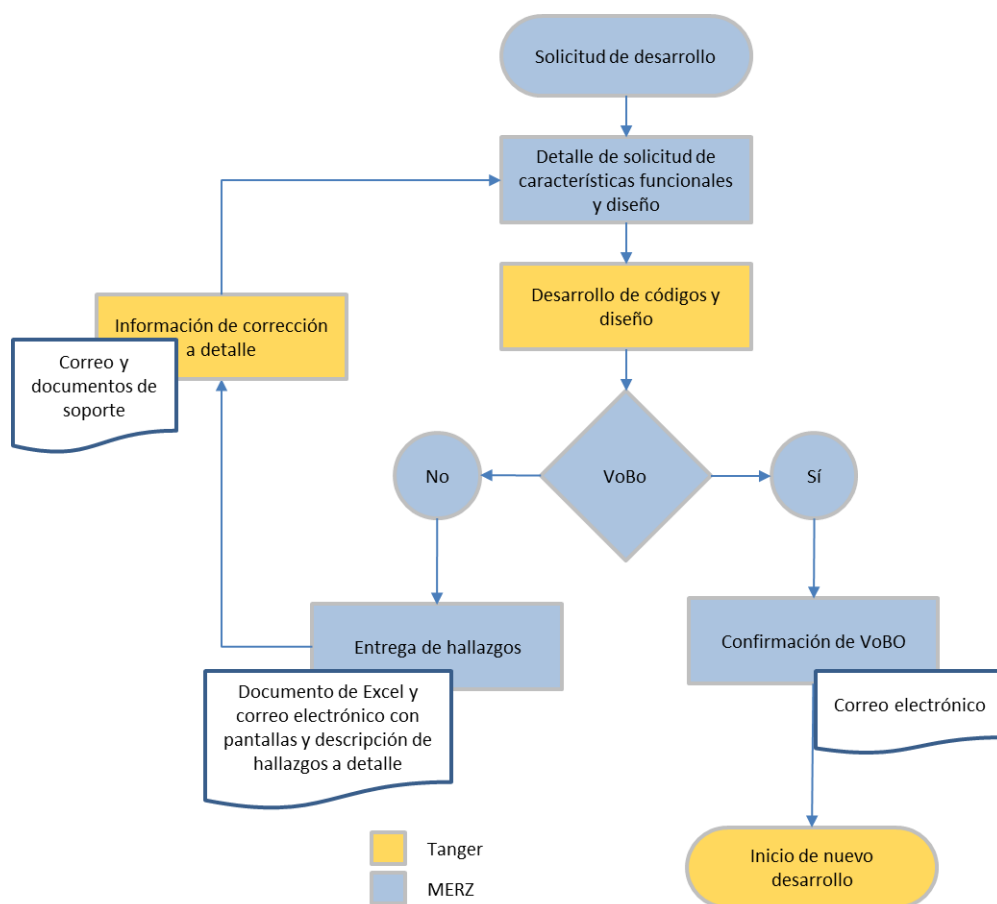 Solicitud de desarrollo
Detalle de solicitud de
características funcionales
y diseño
Desarrollo de códigos y
diseño
Información de corrección
a detalle
Correo y
documentos de
soporte
No
VoBo
Sí
Entrega de hallazgos
Documento de Excel y
correo electrónico con
pantallas y descripción de
hallazgos a detalle
Confirmación de VoBO
Correo electrónico
Tanger
MERZ
Inicio de nuevo
desarrollo